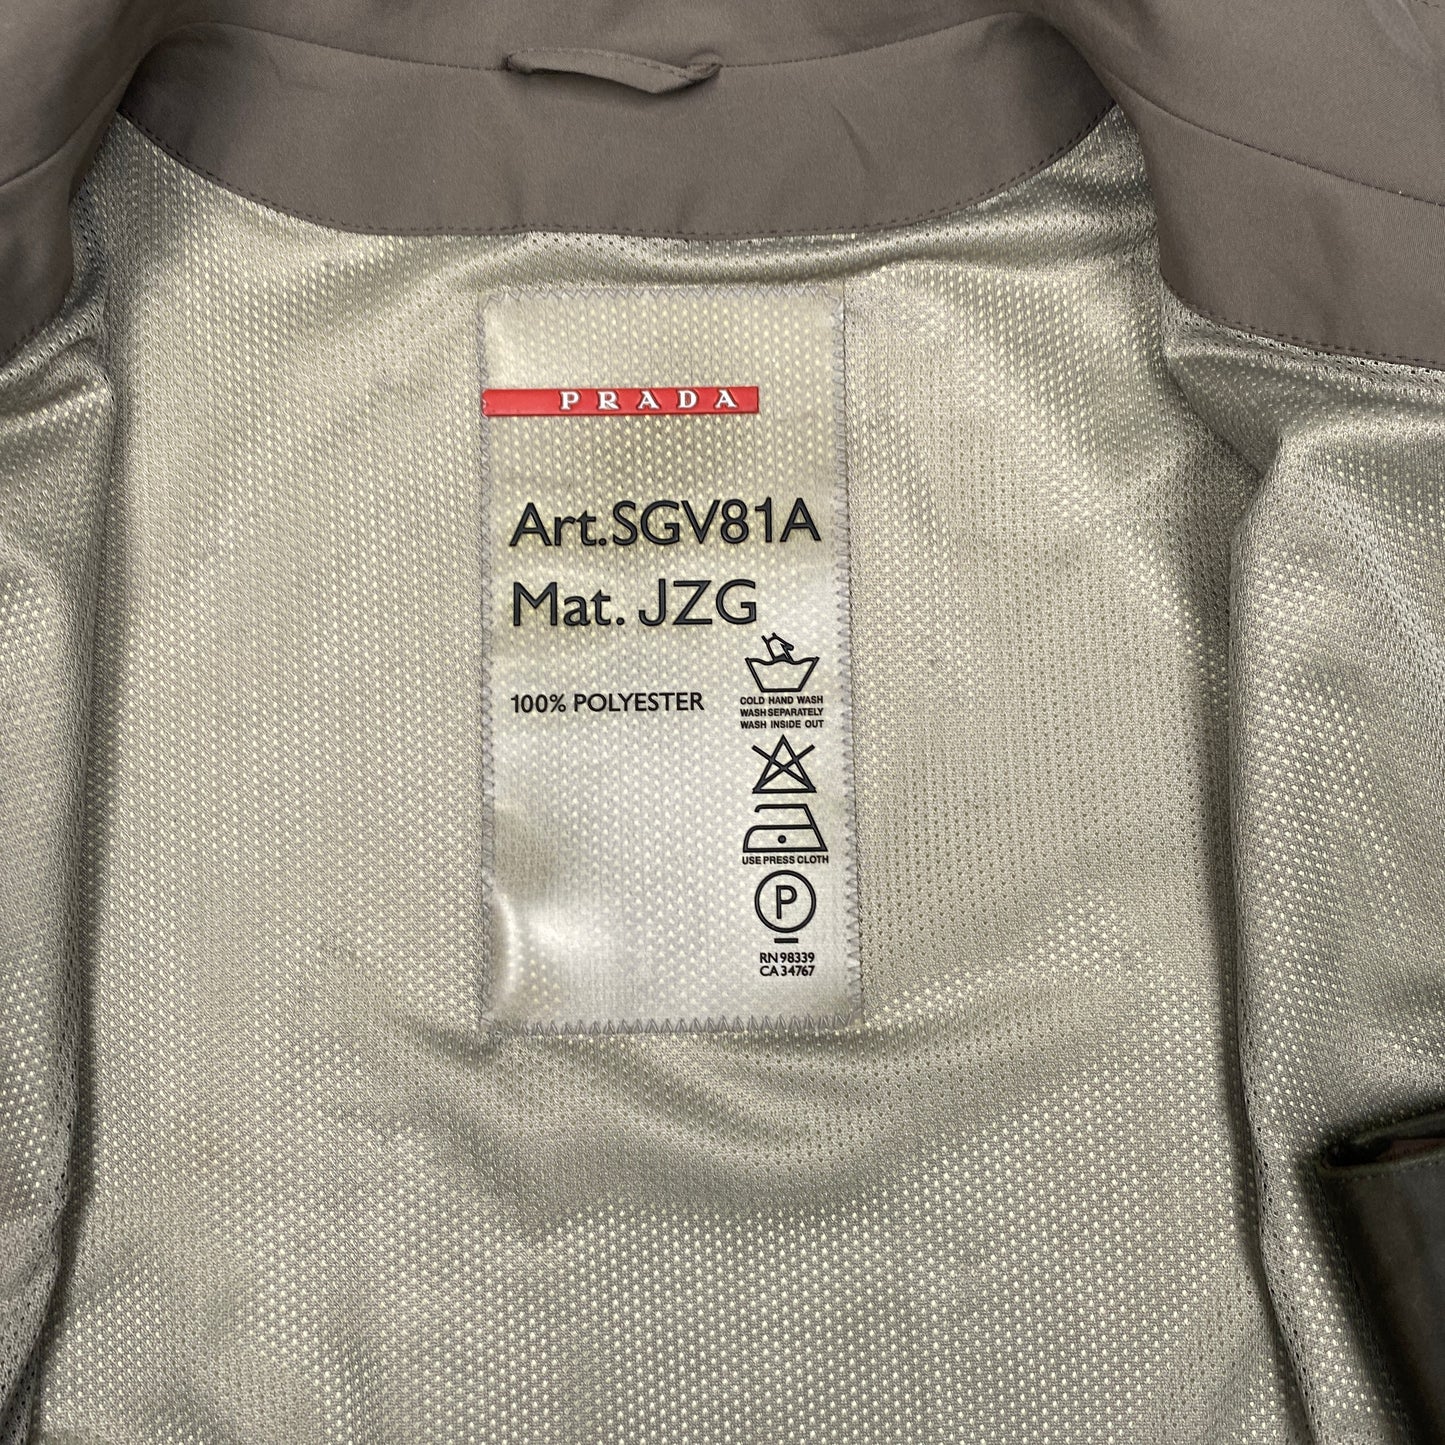 PRADA
Art.SGV81A
Mat. JZG
100% POLYESTER
COLD HAND WASH
WASH SEPARATELY
WASH INSIDE OUT
USE PRESS CLOTH
P
RN 98339
CA 34767